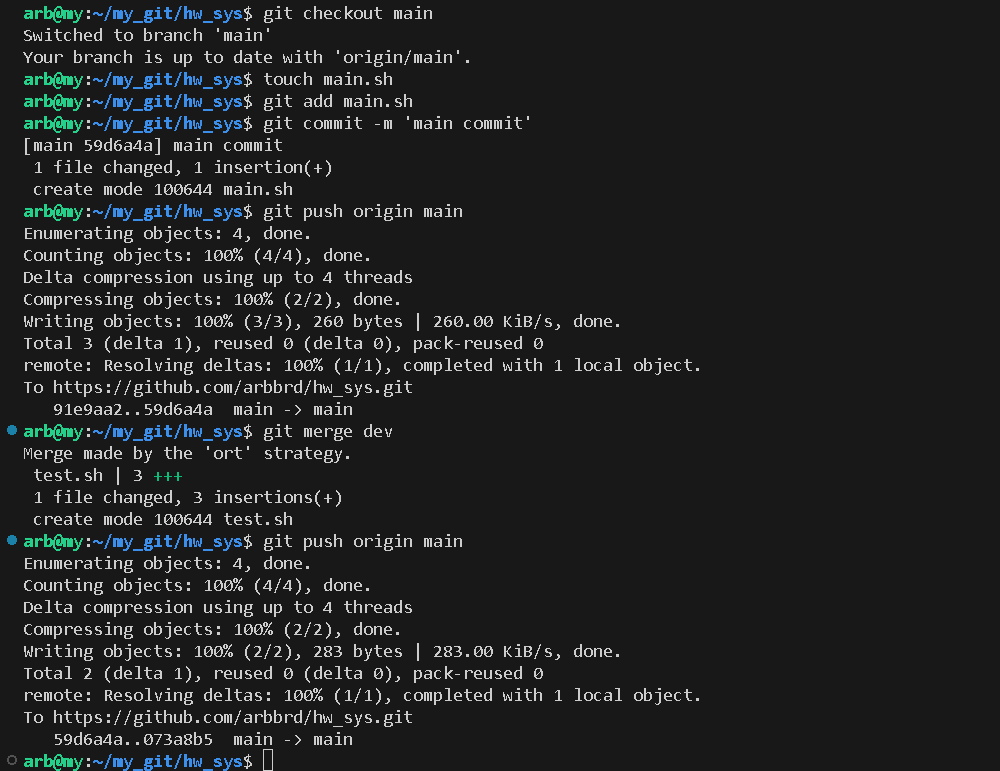 arb@my:~/my_git/hw_sys$ git checkout main
Switched to branch 'main'
Your branch is up to date with 'origin/main'.
arb@my:~/my_git/hw_sys$ touch main.sh
arb@my:~/my_git/hw_sys$ git add main.sh
arb@my:~/my_git/hw_sys$ git commit -m 'main commit'
[main 59d6a4a] main commit
 1 file changed, 1 insertion(+)
 create mode 100644 main.sh
arb@my:~/my_git/hw_sys$ git push origin main
Enumerating objects: 4, done.
Counting objects: 100% (4/4), done.
Delta compression using up to 4 threads
Compressing objects: 100% (2/2), done.
Writing objects: 100% (3/3), 260 bytes | 260.00 KiB/s, done.
Total 3 (delta 1), reused 0 (delta 0), pack-reused 0
remote: Resolving deltas: 100% (1/1), completed with 1 local object.
To https://github.com/arbbrd/hw_sys.git
   91e9aa2..59d6a4a  main -> main
arb@my:~/my_git/hw_sys$ git merge dev
Merge made by the 'ort' strategy.
 test.sh | 3 +++
 1 file changed, 3 insertions(+)
 create mode 100644 test.sh
arb@my:~/my_git/hw_sys$ git push origin main
Enumerating objects: 4, done.
Counting objects: 100% (4/4), done.
Delta compression using up to 4 threads
Compressing objects: 100% (2/2), done.
Writing objects: 100% (2/2), 283 bytes | 283.00 KiB/s, done.
Total 2 (delta 1), reused 0 (delta 0), pack-reused 0
remote: Resolving deltas: 100% (1/1), completed with 1 local object.
To https://github.com/arbbrd/hw_sys.git
   59d6a4a..073a8b5  main -> main
arb@my:~/my_git/hw_sys$